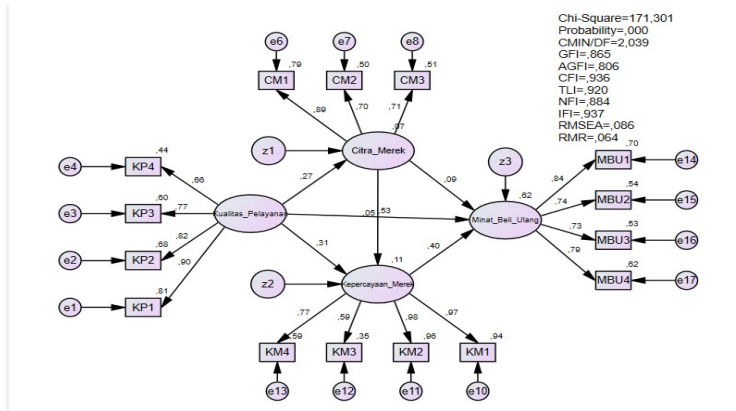 Chi-Square=171,301
Probability=,000
CMIN/DF=2,039
GFI=,865
AGFI=,806
CFI=,936
TLI=,920
NFI=,884
IFI=,937
RMSEA=,086
RMR=,064
e6 e7 e8
,79 ,50 ,51
CM1 CM2 CM3
,89 ,70 ,71
,07
z1 Citra_Merek
z3
,70
,44
e4 KP4
,66
,27 ,09
,84 MBU1 e14
,60
e3 KP3 ,77
Kualitas_Pelayanan
,05 ,53
,62
Minat_Beli_Ulang
,74 ,54
MBU2 e15
,68 ,82
e2 KP2
,73 ,53
MBU3 e16
,31 ,40
,81 ,90
e1 KP1
,79 ,62
MBU4 e17
,11
z2 Kepercayaan_Merek
,77 ,59 ,98 ,97
,59 ,35 ,96 ,94
KM4 KM3 KM2 KM1
e13 e12 e11 e10